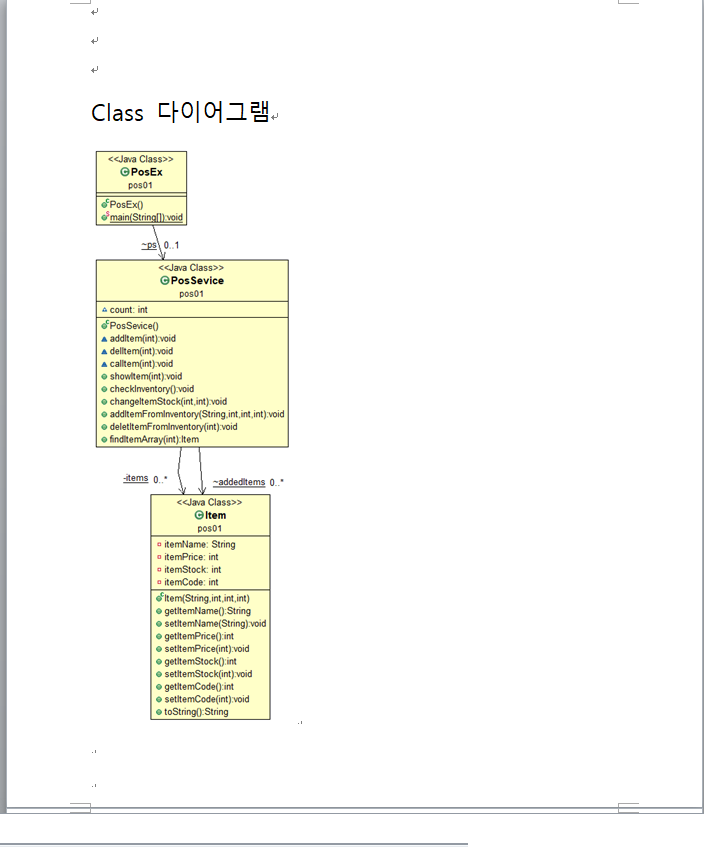 Class 다이어그램
<<Java Class>>
PosEx
pos01
PosEx()
main(String[]):void
~ps 0..1
<<Java Class>>
PosSevice
pos01
count: int
PosSevice()
addItem(int):void
delItem(int):void
callItem(int):void
showItem(int):void
checkInventory():void
changeItemStock(int,int):void
addItemFromInventory(String,int,int,int):void
deletItemFromInventory(int):void
findItemArray(int):Item
-items 0..*
~addedItems 0..*
<<Java Class>>
Item
pos01
itemName: String
itemPrice: int
itemStock: int
itemCode: int
Item(String,int,int,int)
getItemName():String
setItemName(String):void
getItemPrice():int
setItemPrice(int):void
getItemStock():int
setItemStock(int):void
getItemCode():int
setItemCode(int):void
toString():String